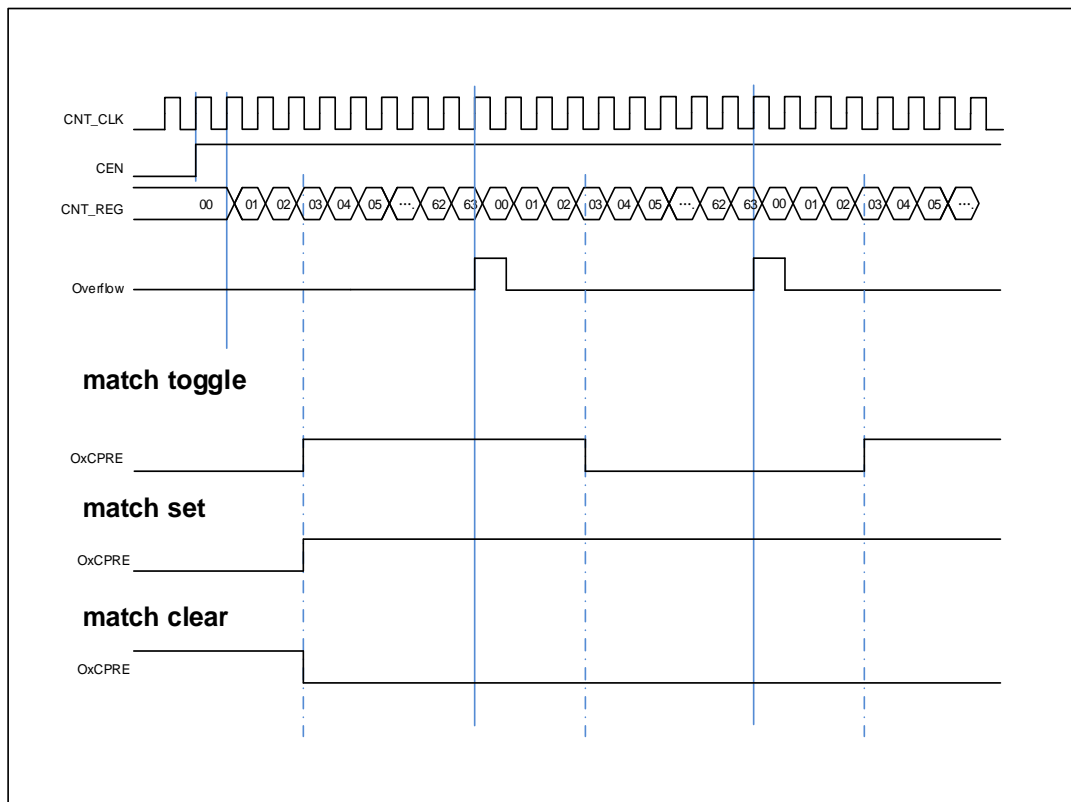 CNT_CLK
CEN
CNT_REG 00 01 02 03 04 05 ···. 62 63 00 01 02 03 04 05 ···. 62 63 00 01 02 03 04 05 ···.
Overflow
match toggle
OxCPRE
match set
OxCPRE
match clear
OxCPRE